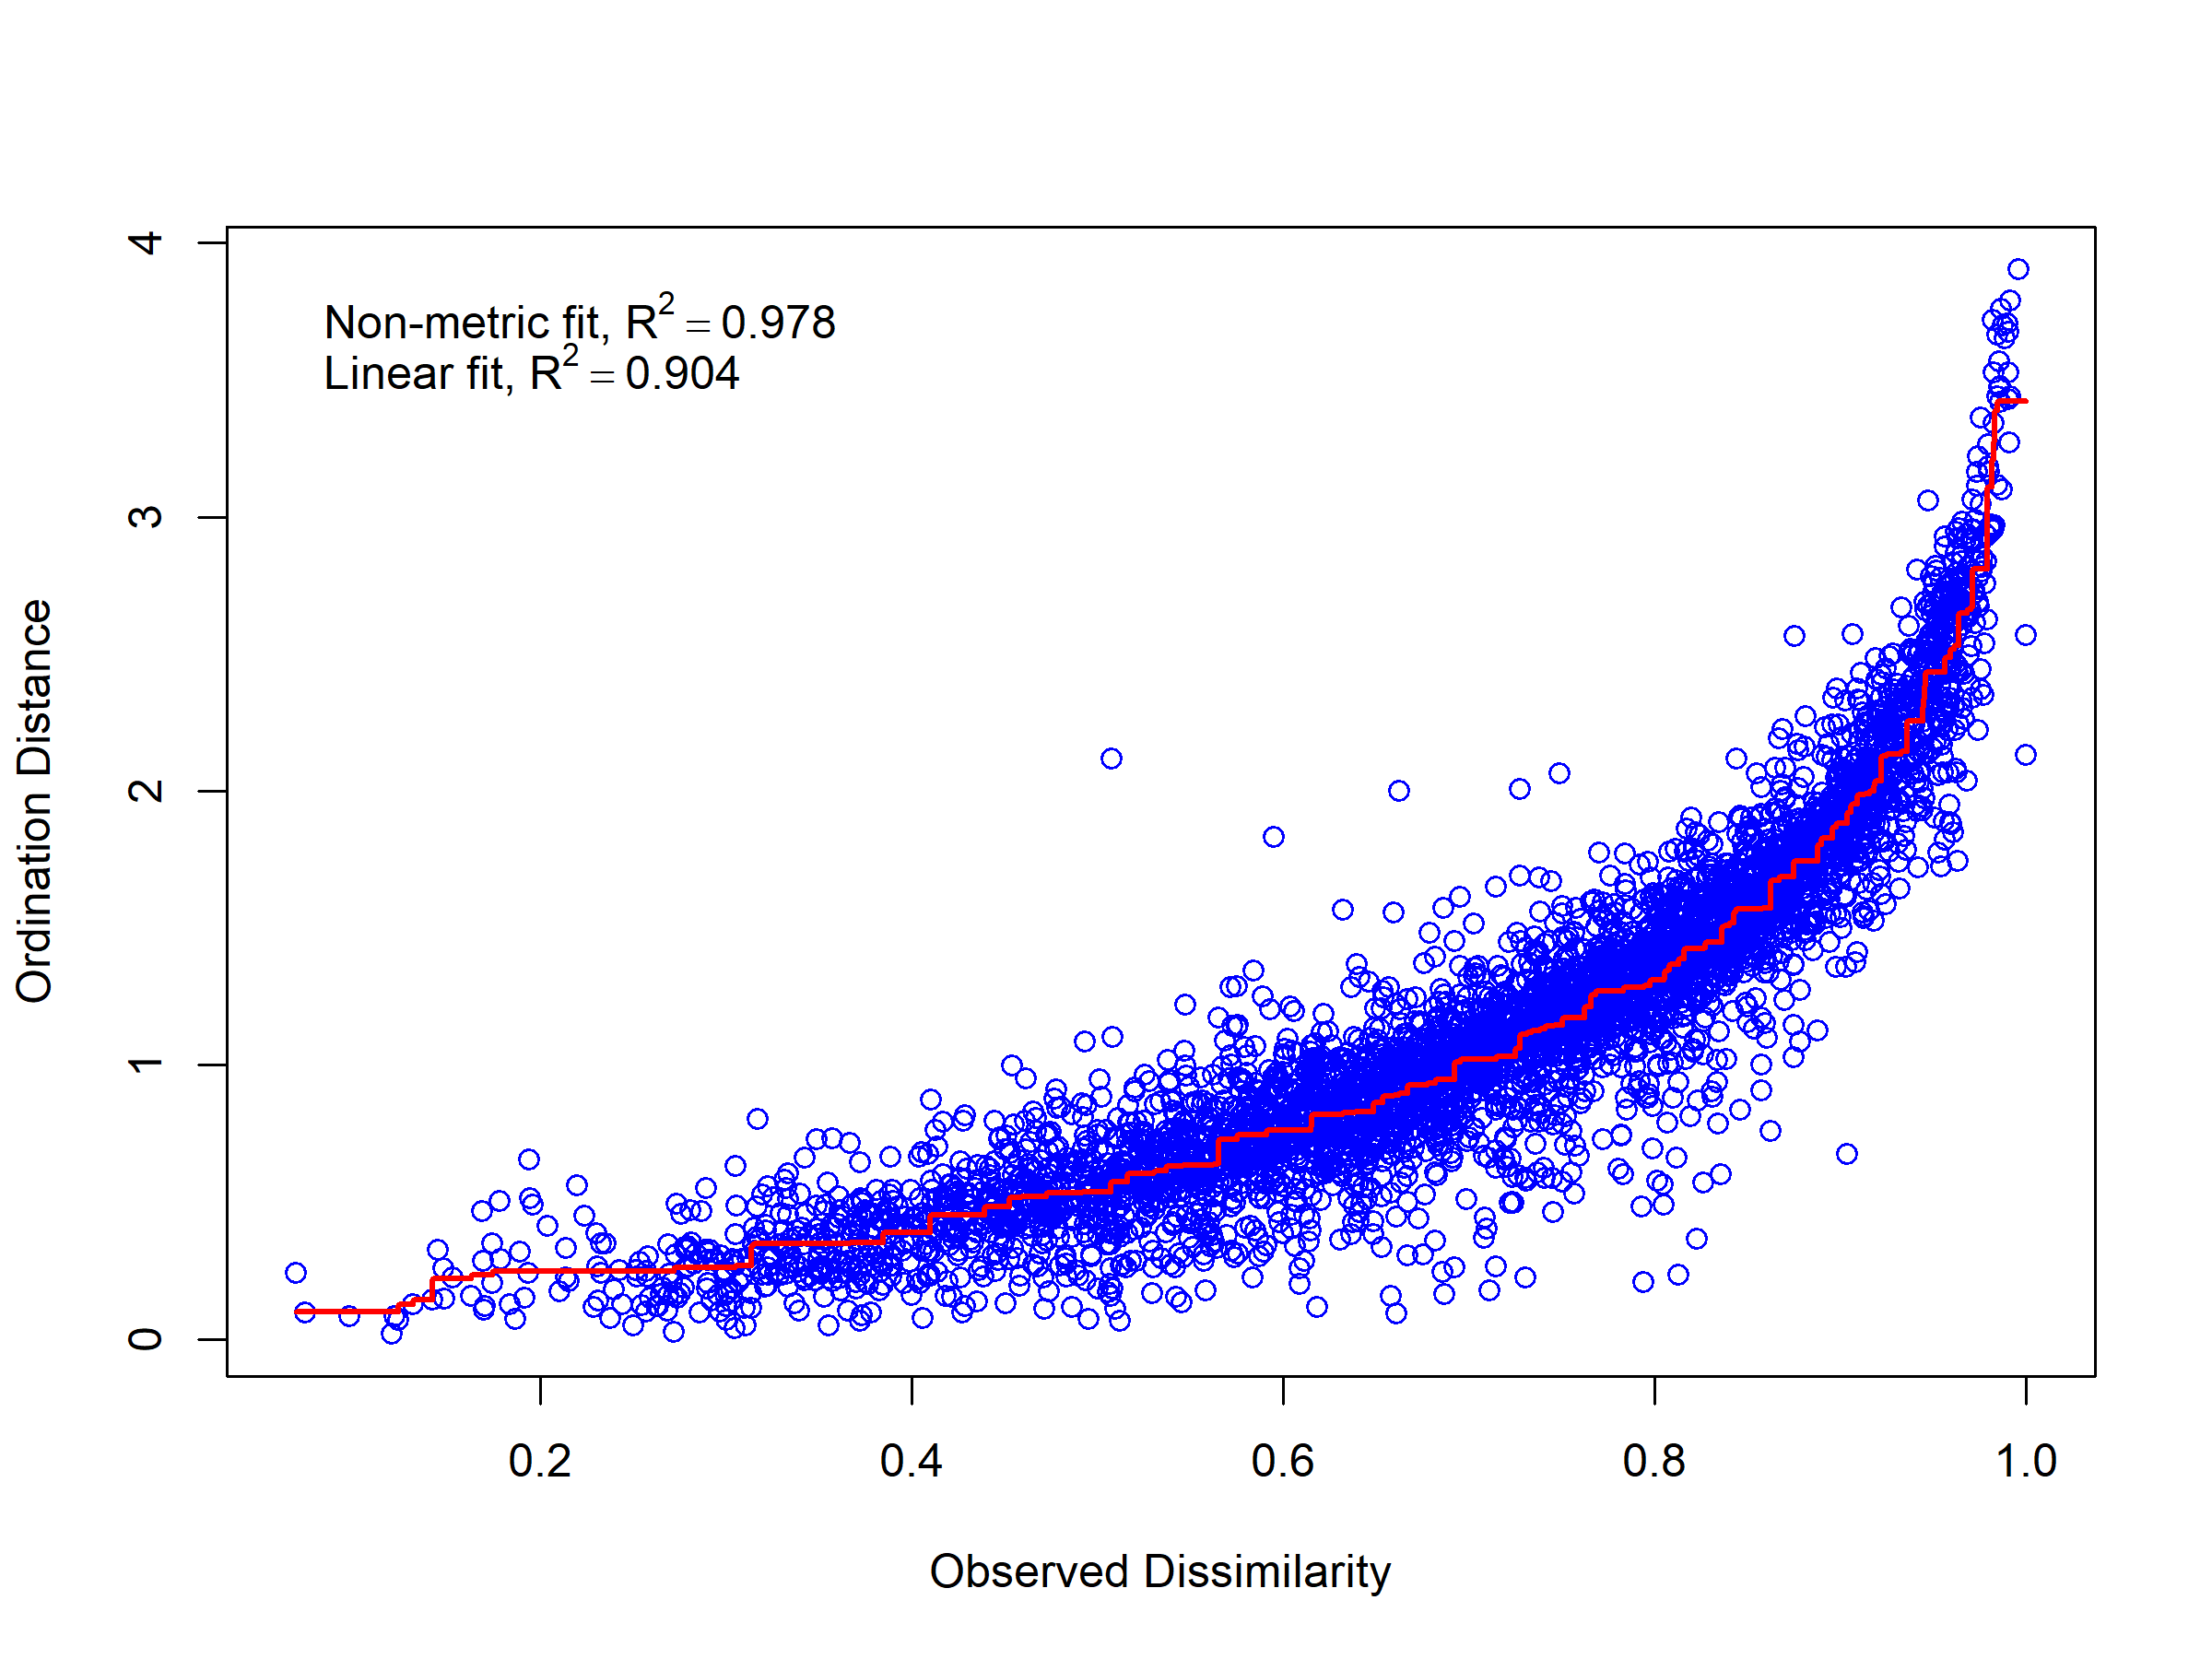 Non-metric fit, R² = 0.978
Linear fit, R² = 0.904
4
3
2
1
0
Ordination Distance
0.2 0.4 0.6 0.8 1.0
Observed Dissimilarity